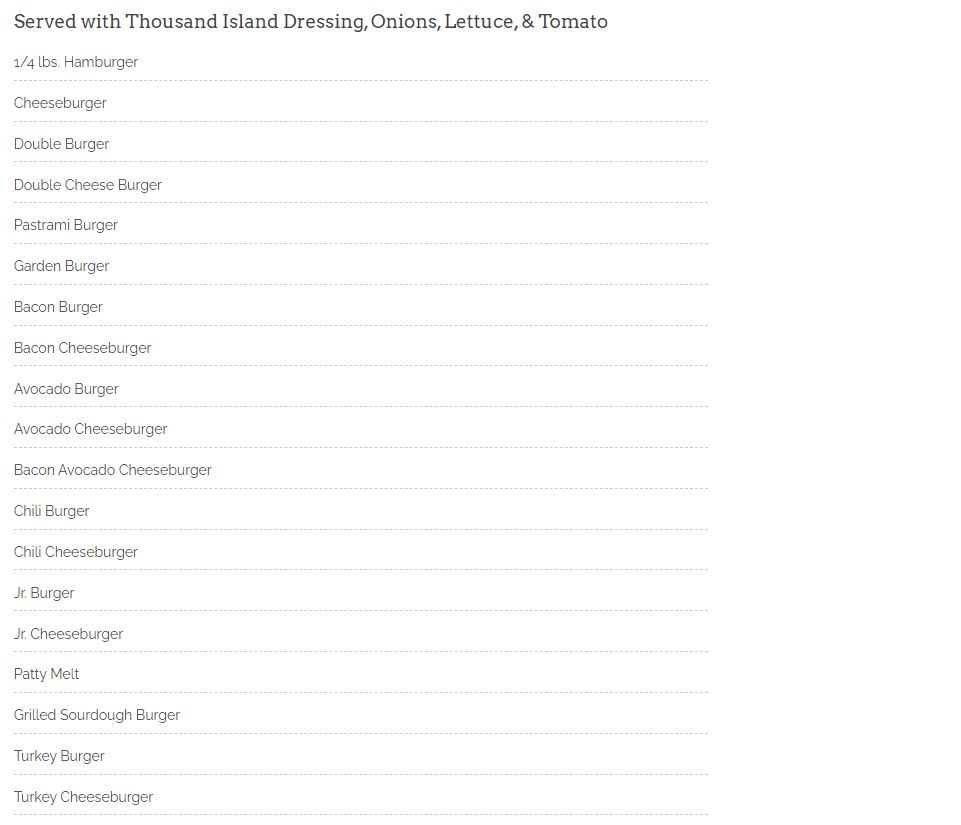 Served with Thousand Island Dressing, Onions, Lettuce, & Tomato
1/4 lbs. Hamburger
Cheeseburger
Double Burger
Double Cheese Burger
Pastrami Burger
Garden Burger
Bacon Burger
Bacon Cheeseburger
Avocado Burger
Avocado Cheeseburger
Bacon Avocado Cheeseburger
Chili Burger
Chili Cheeseburger
Jr. Burger
Jr. Cheeseburger
Patty Melt
Grilled Sourdough Burger
Turkey Burger
Turkey Cheeseburger